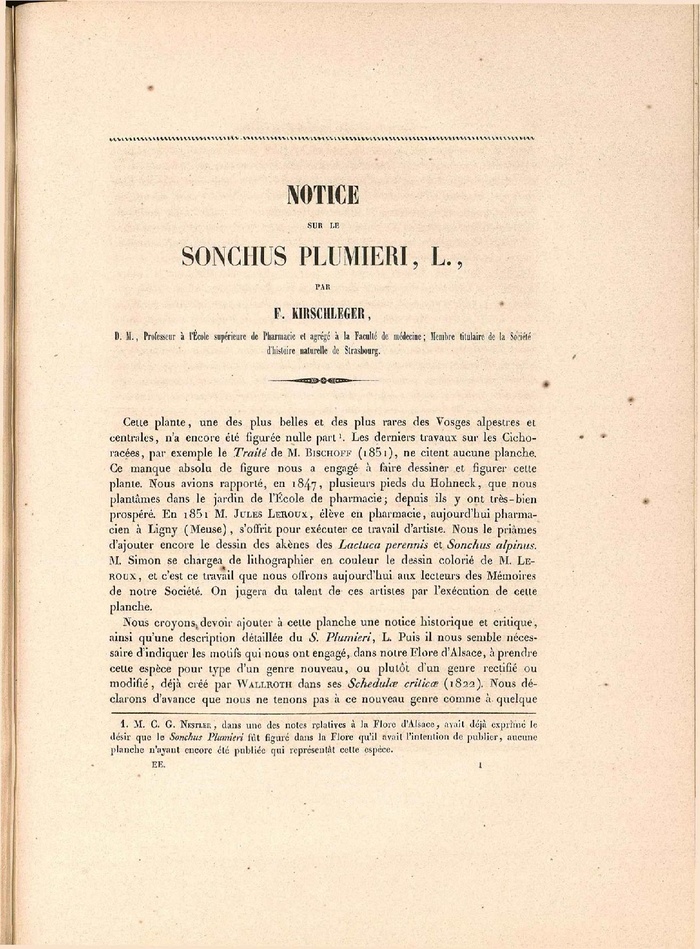 NOTICE
SUR LE
SONCHUS PLUMIERI, L.,
PAR
F. KIRSCHLEGER,
D. M., Professeur à l'École supérieure de Pharmacie et agrégé à la Faculté de médecine; Membre titulaire de la Société
d'histoire naturelle de Strasbourg.
Cette plante, une des plus belles et des plus rares des Vosges alpestres et
centrales, n'a encore été figurée nulle part¹. Les derniers travaux sur les Cicho-
racées, par exemple le Traité de M. BISCHOFF (1851), ne citent aucune planche.
Ce manque absolu de figure nous a engagé à faire dessiner et figurer cette
plante. Nous avions rapporté, en 1847, plusieurs pieds du Hohneck, que nous
plantâmes dans le jardin de l'École de pharmacie; depuis ils y ont très-bien
prospéré. En 1851 M. JULES LEROUX, élève en pharmacie, aujourd'hui pharma-
cien à Ligny (Meuse), s'offrit pour exécuter ce travail d'artiste. Nous le priâmes
d'ajouter encore le dessin des akènes des Lactuca perennis et Sonchus alpinus.
M. Simon se chargea de lithographier en couleur le dessin colorié de M. LE-
ROUX, et c'est ce travail que nous offrons aujourd'hui aux lecteurs des Mémoires
de notre Société. On jugera du talent de ces artistes par l'exécution de cette
planche.
Nous croyons devoir ajouter à cette planche une notice historique et critique,
ainsi qu'une description détaillée du S. Plumieri, L. Puis il nous semble néces-
saire d'indiquer les motifs qui nous ont engagé, dans notre Flore d'Alsace, à prendre
cette espèce pour type d'un genre nouveau, ou plutôt d'un genre rectifié ou
modifié, déjà créé par WALLROTH dans ses Schedulæ criticæ (1822). Nous dé-
clarons d'avance que nous ne tenons pas à ce nouveau genre comme à quelque
1. M. C. G. NESTLER, dans une des notes relatives à la Flore d'Alsace, avait déjà exprimé le
désir que le Sonchus Plumieri fût figuré dans la Flore qu'il avait l'intention de publier, aucune
planche n'ayant encore été publiée qui représentât cette espèce.
EE. 1